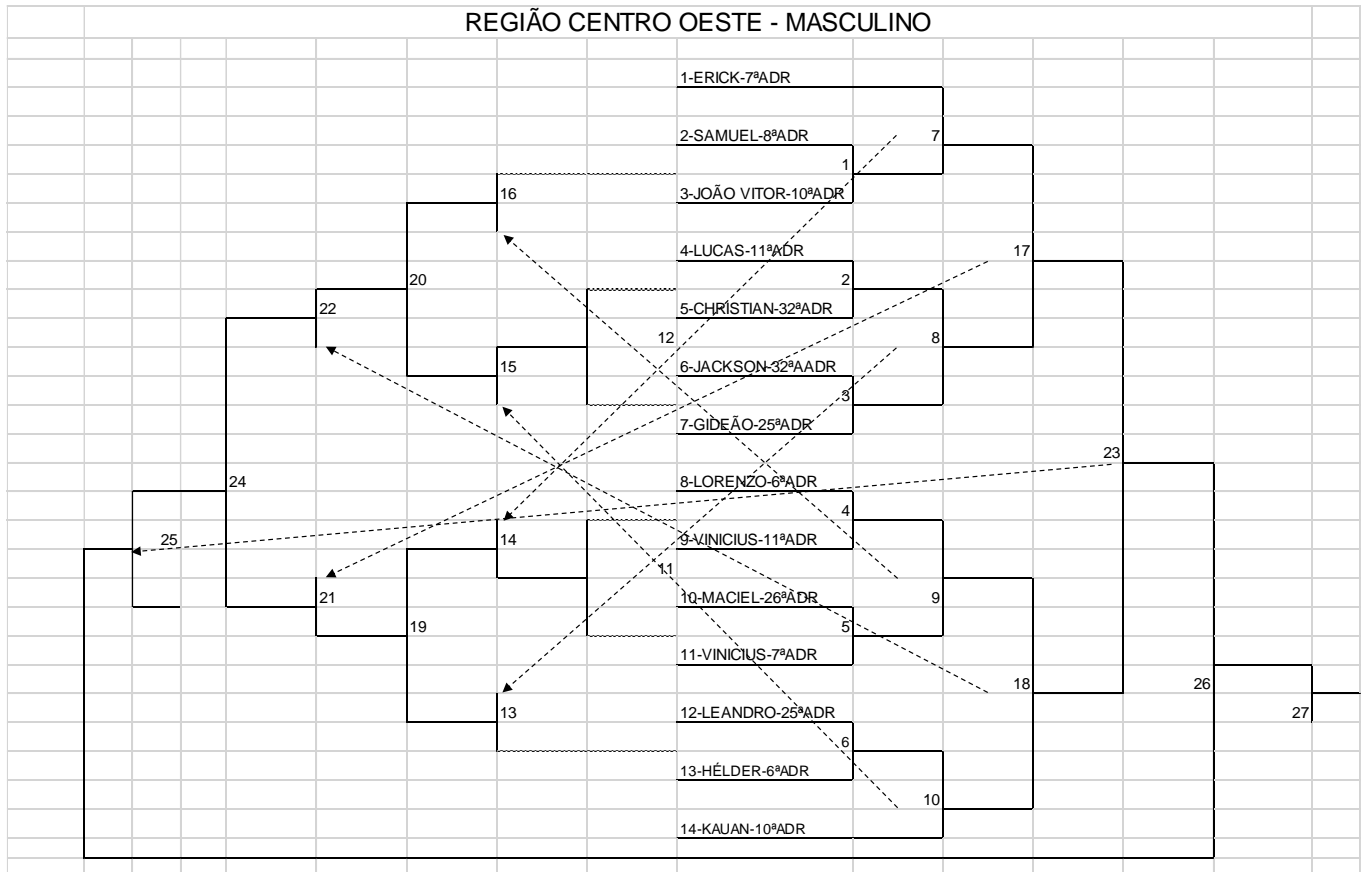 REGIÃO CENTRO OESTE - MASCULINO
1-ERICK-7ªADR
2-SAMUEL-8ªADR
7
1
16
3-JOÃO VITOR-10ªADR
4-LUCAS-11ªADR
17
20
2
22
5-CHRISTIAN-32ªADR
12
8
15
6-JACKSON-32ªAADR
3
7-GIDEÃO-25ªADR
23
24
8-LORENZO-6ªADR
4
25
14
9-VINICIUS-11ªADR
11
21
10-MACIEL-26ªADR
9
19
5
11-VINICIUS-7ªADR
18
26
13
12-LEANDRO-25ªADR
27
6
13-HÉLDER-6ªADR
10
14-KAUAN-10ªADR